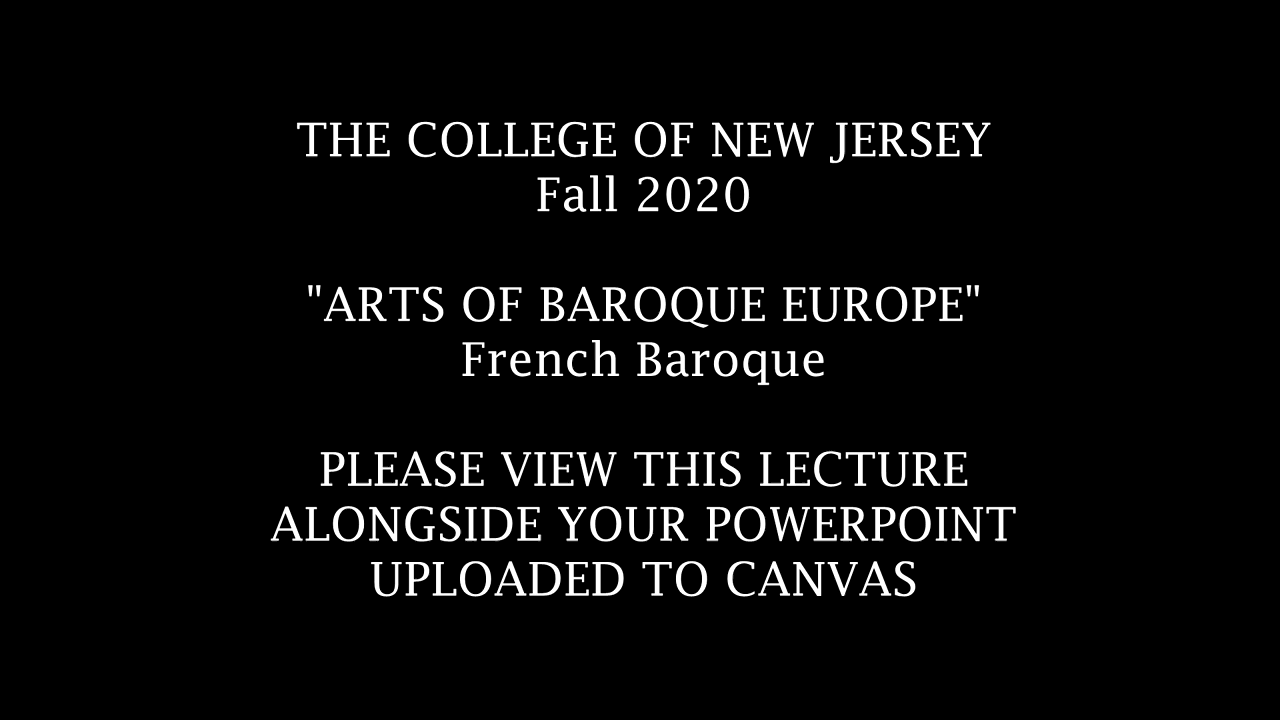 THE COLLEGE OF NEW JERSEY
Fall 2020
"ARTS OF BAROQUE EUROPE"
French Baroque
PLEASE VIEW THIS LECTURE
ALONGSIDE YOUR POWERPOINT
UPLOADED TO CANVAS